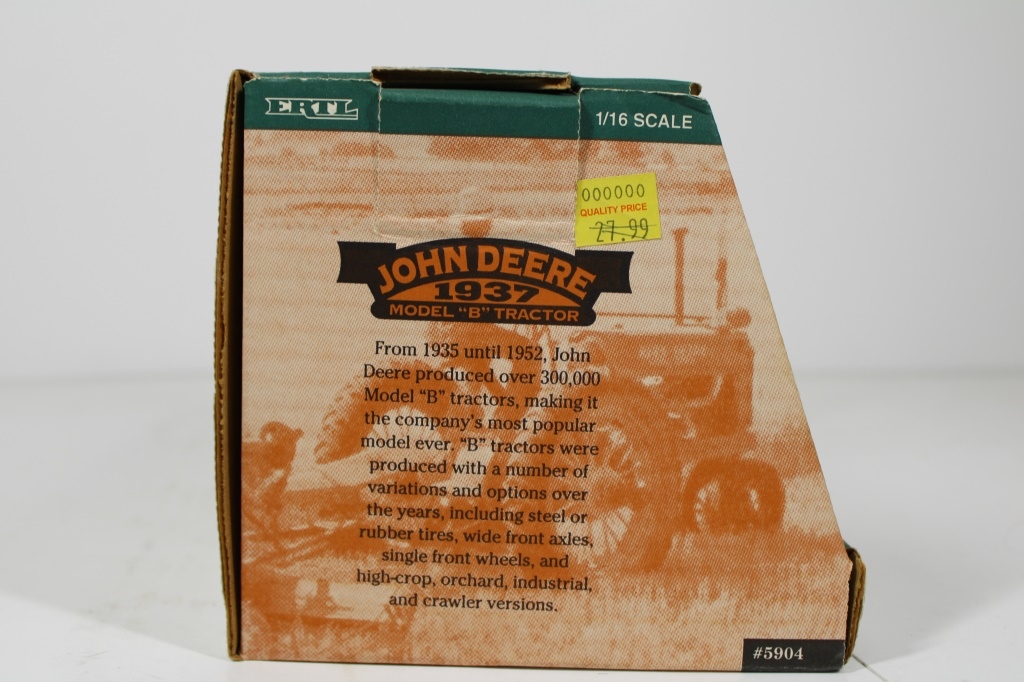 ERTL
1/16 SCALE
000000
QUALITY PRICE
27.99
JOHN DEERE
1937
MODEL "B" TRACTOR
From 1935 until 1952, John
Deere produced over 300,000
Model "B" tractors, making it
the company's most popular
model ever. "B" tractors were
produced with a number of
variations and options over
the years, including steel or
rubber tires, wide front axles,
single front wheels, and
high-crop, orchard, industrial,
and crawler versions.
#5904